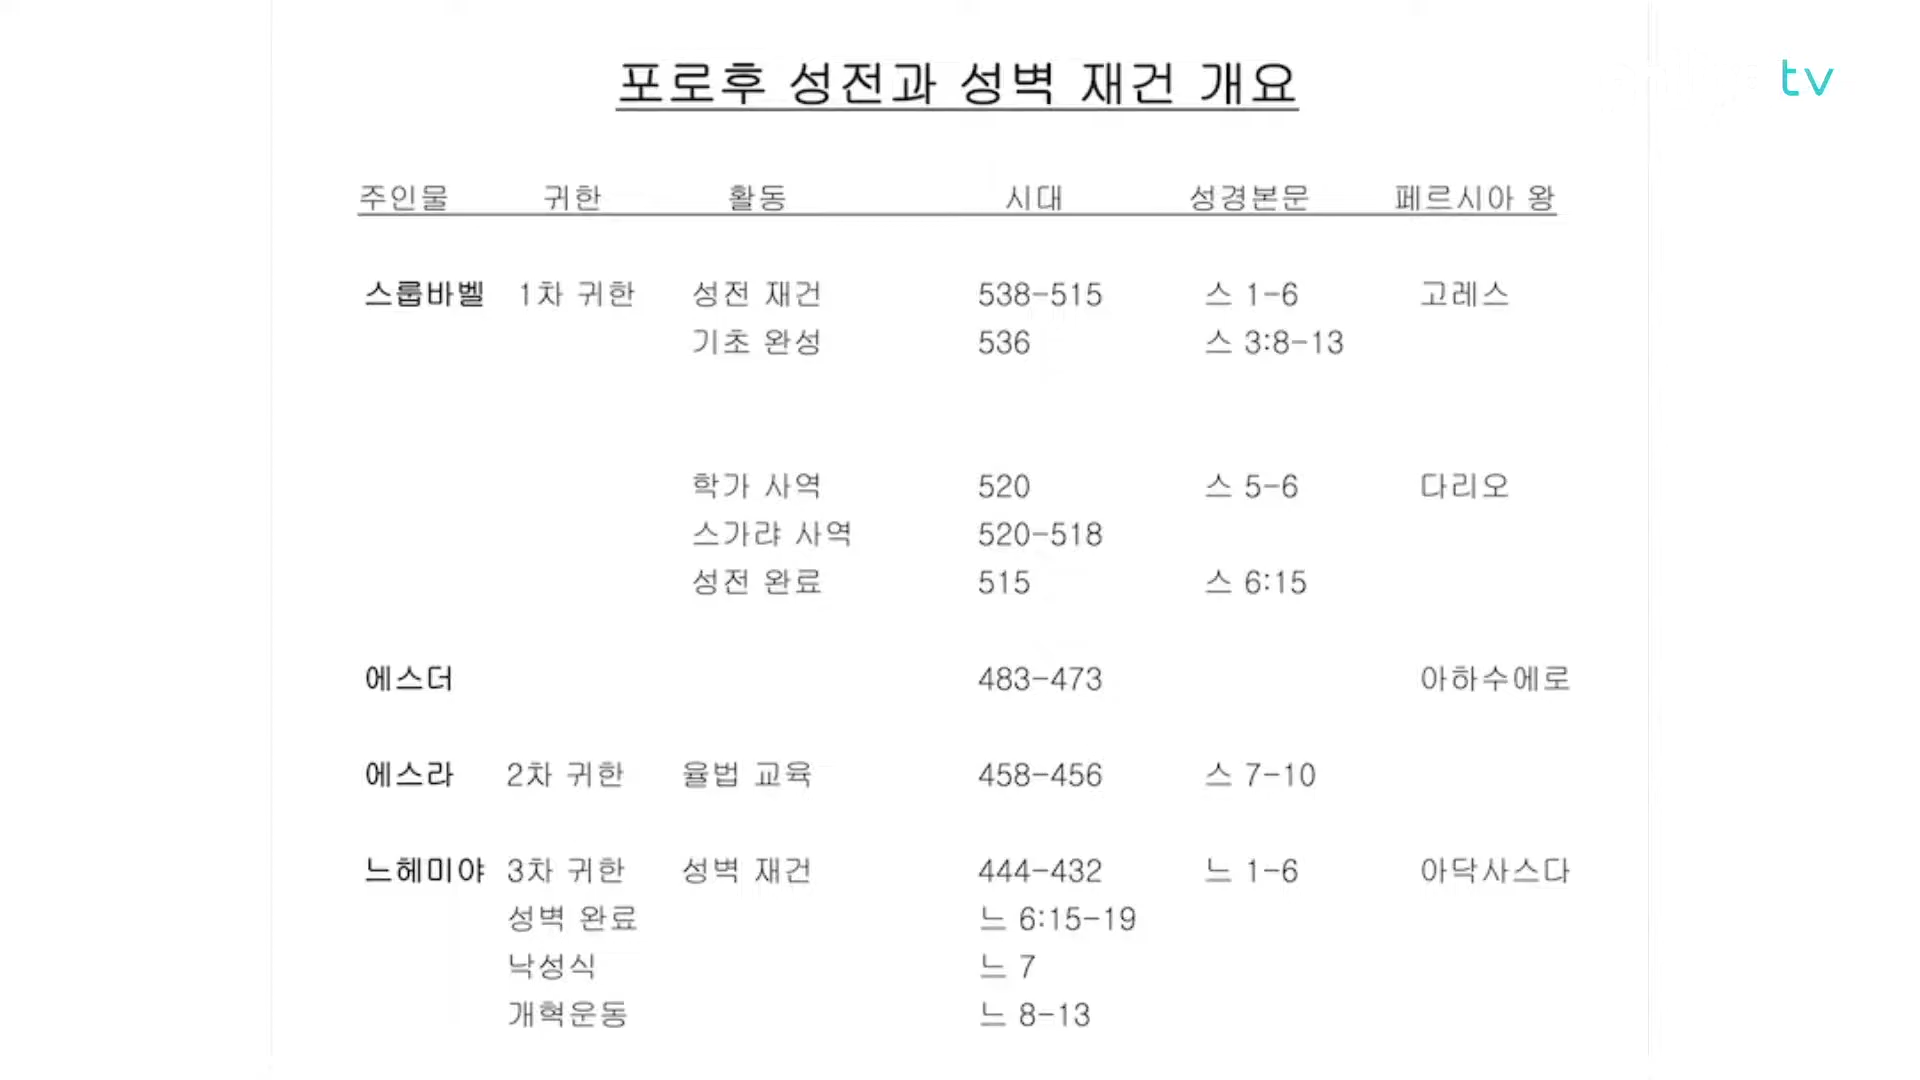 포로후 성전과 성벽 재건 개요
tv
주인물 귀한 활동 시대 성경본문 페르시아 왕
스룹바벨 1차 귀한 성전 재건 538-515 스 1-6 고레스
기초 완성 536 스 3:8-13
학가 사역 520 스 5-6 다리오
스가랴 사역 520-518
성전 완료 515 스 6:15
에스더 483-473 아하수에로
에스라 2차 귀한 율법 교육 458-456 스 7-10
느헤미야 3차 귀한 성벽 재건 444-432 느 1-6 아닥사스다
성벽 완료 느 6:15-19
낙성식 느 7
개혁운동 느 8-13